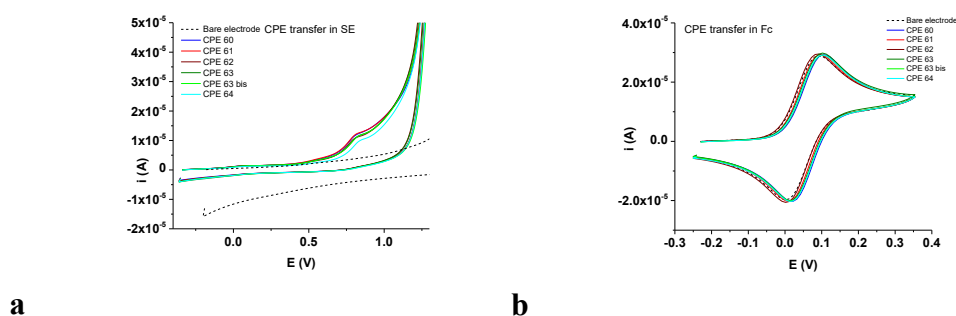 CPE transfer in SE
Bare electrode
CPE 60
CPE 61
CPE 62
CPE 63
CPE 63 bis
CPE 64
5x10⁻⁵
4x10⁻⁵
3x10⁻⁵
2x10⁻⁵
1x10⁻⁵
0
-1x10⁻⁵
-2x10⁻⁵
i (A)
0.0 0.5 1.0
E (V)
a
CPE transfer in Fc
Bare electrode
CPE 60
CPE 61
CPE 62
CPE 63
CPE 63 bis
CPE 64
4.0x10⁻⁵
2.0x10⁻⁵
0.0
-2.0x10⁻⁵
i (A)
-0.3 -0.2 -0.1 0.0 0.1 0.2 0.3 0.4
E (V)
b